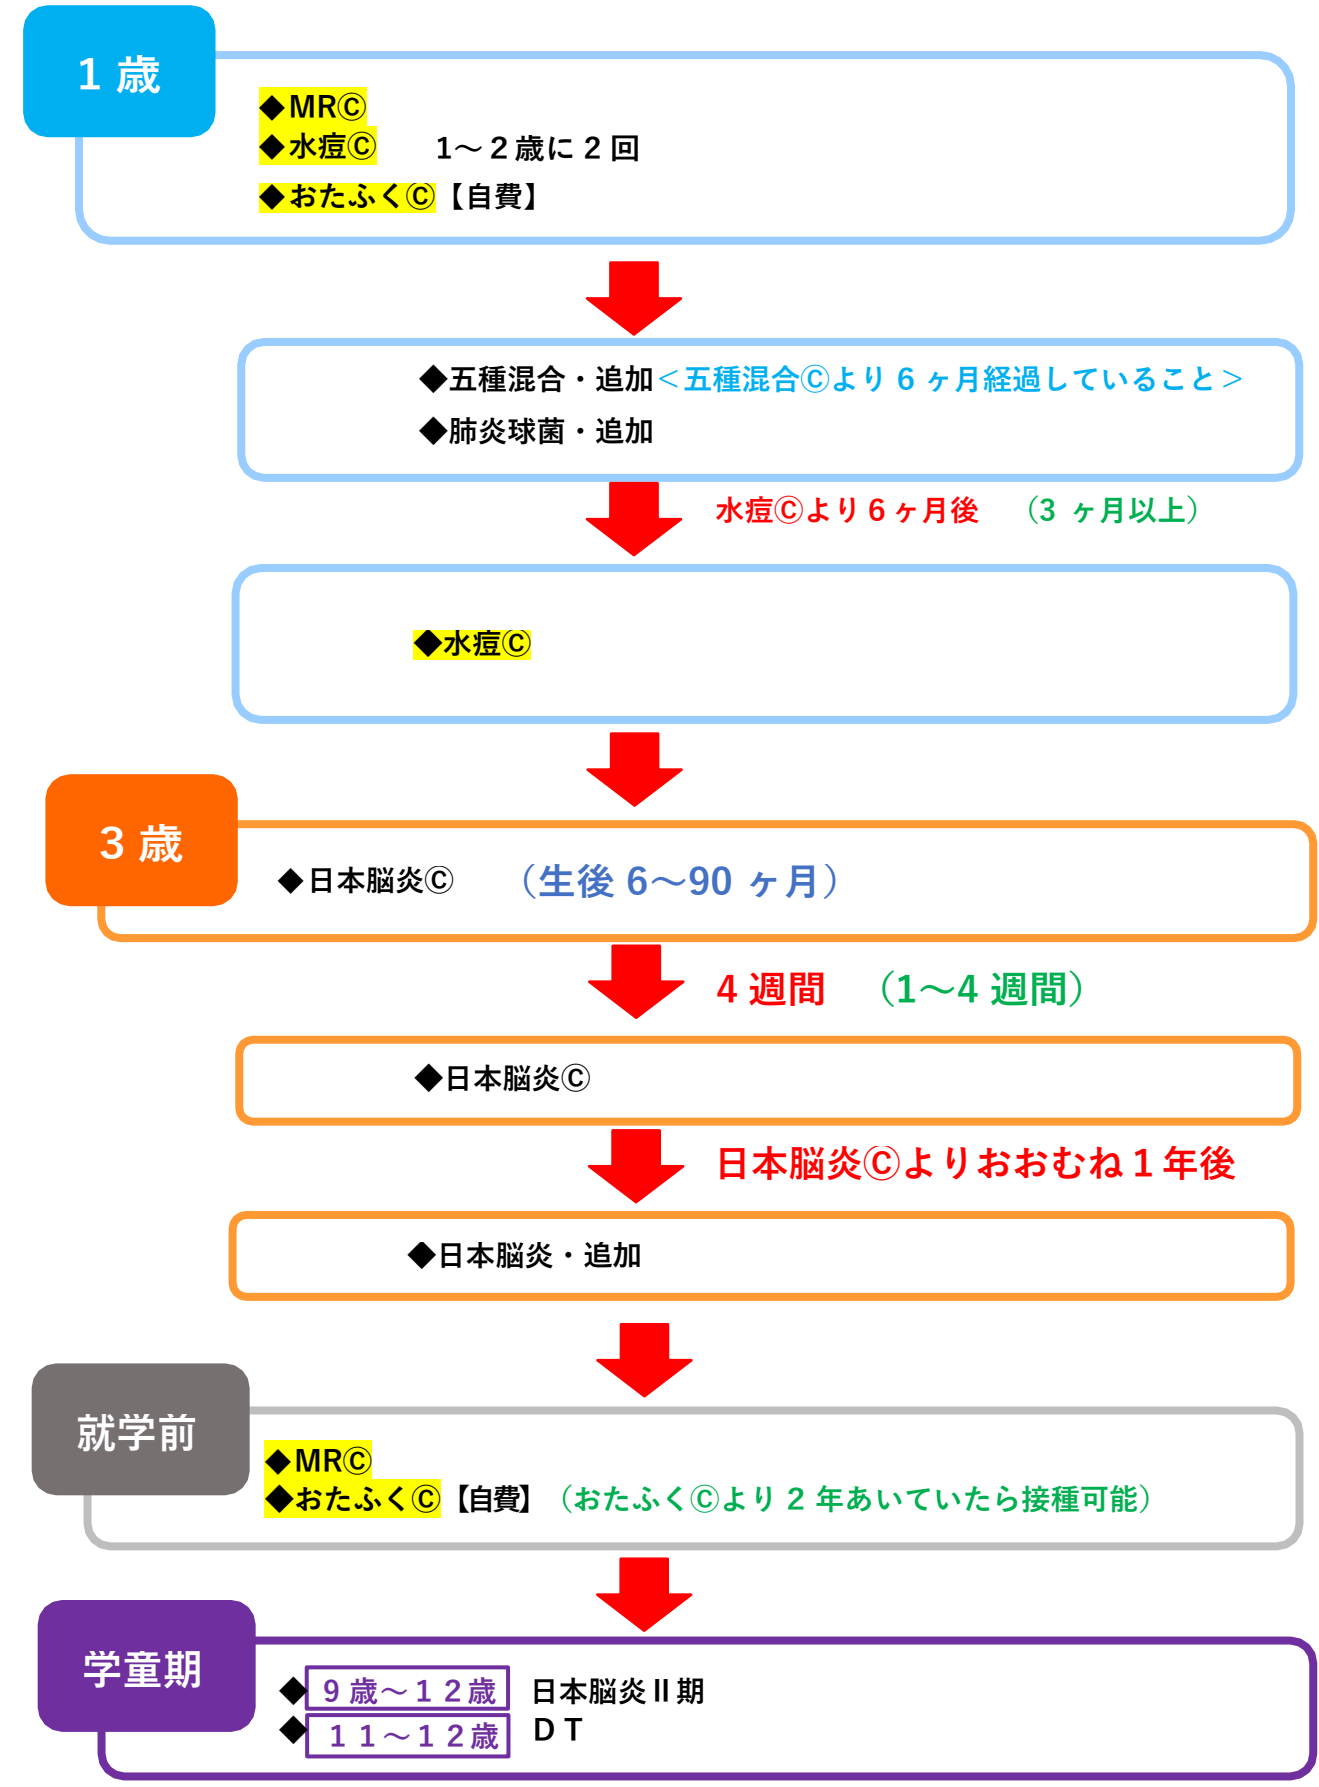 1 歳
◆MRⒸ
◆水痘Ⓒ 1～2歳に2回
◆おたふくⒸ【自費】
◆五種混合・追加＜五種混合Ⓒより6ヶ月経過していること＞
◆肺炎球菌・追加
水痘Ⓒより6ヶ月後 （3 ヶ月以上）
◆水痘Ⓒ
3 歳
◆日本脳炎Ⓒ （生後 6～90 ヶ月）
4 週間 （1～4 週間）
◆日本脳炎Ⓒ
日本脳炎Ⓒよりおおむね1年後
◆日本脳炎・追加
就学前
◆MRⒸ
◆おたふくⒸ【自費】（おたふくⒸより2年あいていたら接種可能）
学童期
◆ 9歳～12歳 日本脳炎Ⅱ期
◆ 11～12歳 DT